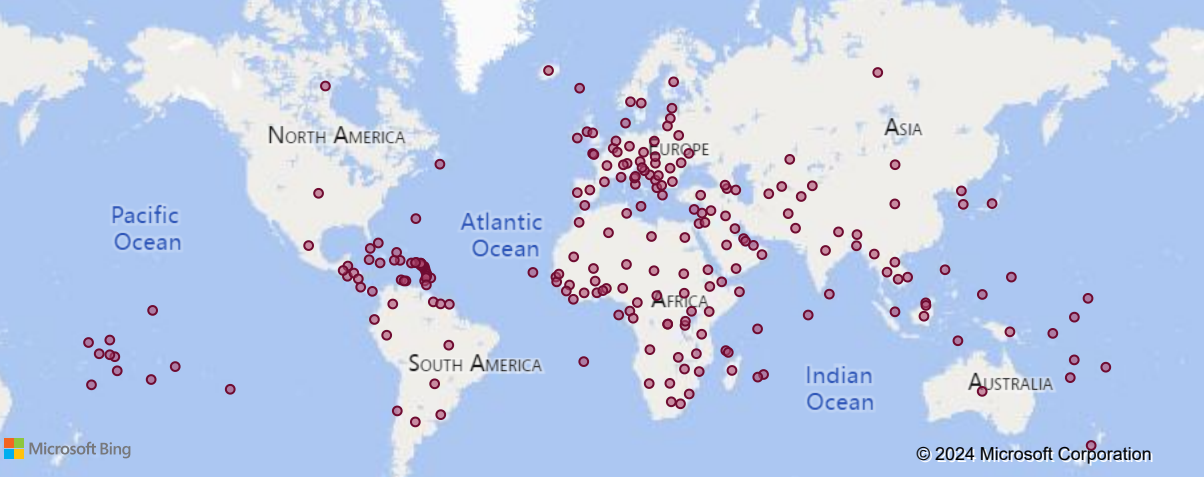 NORTH AMERICA
EUROPE
ASIA
Pacific
Ocean
Atlantic
Ocean
AFRICA
SOUTH AMERICA
Indian
Ocean
AUSTRALIA
Microsoft Bing
© 2024 Microsoft Corporation